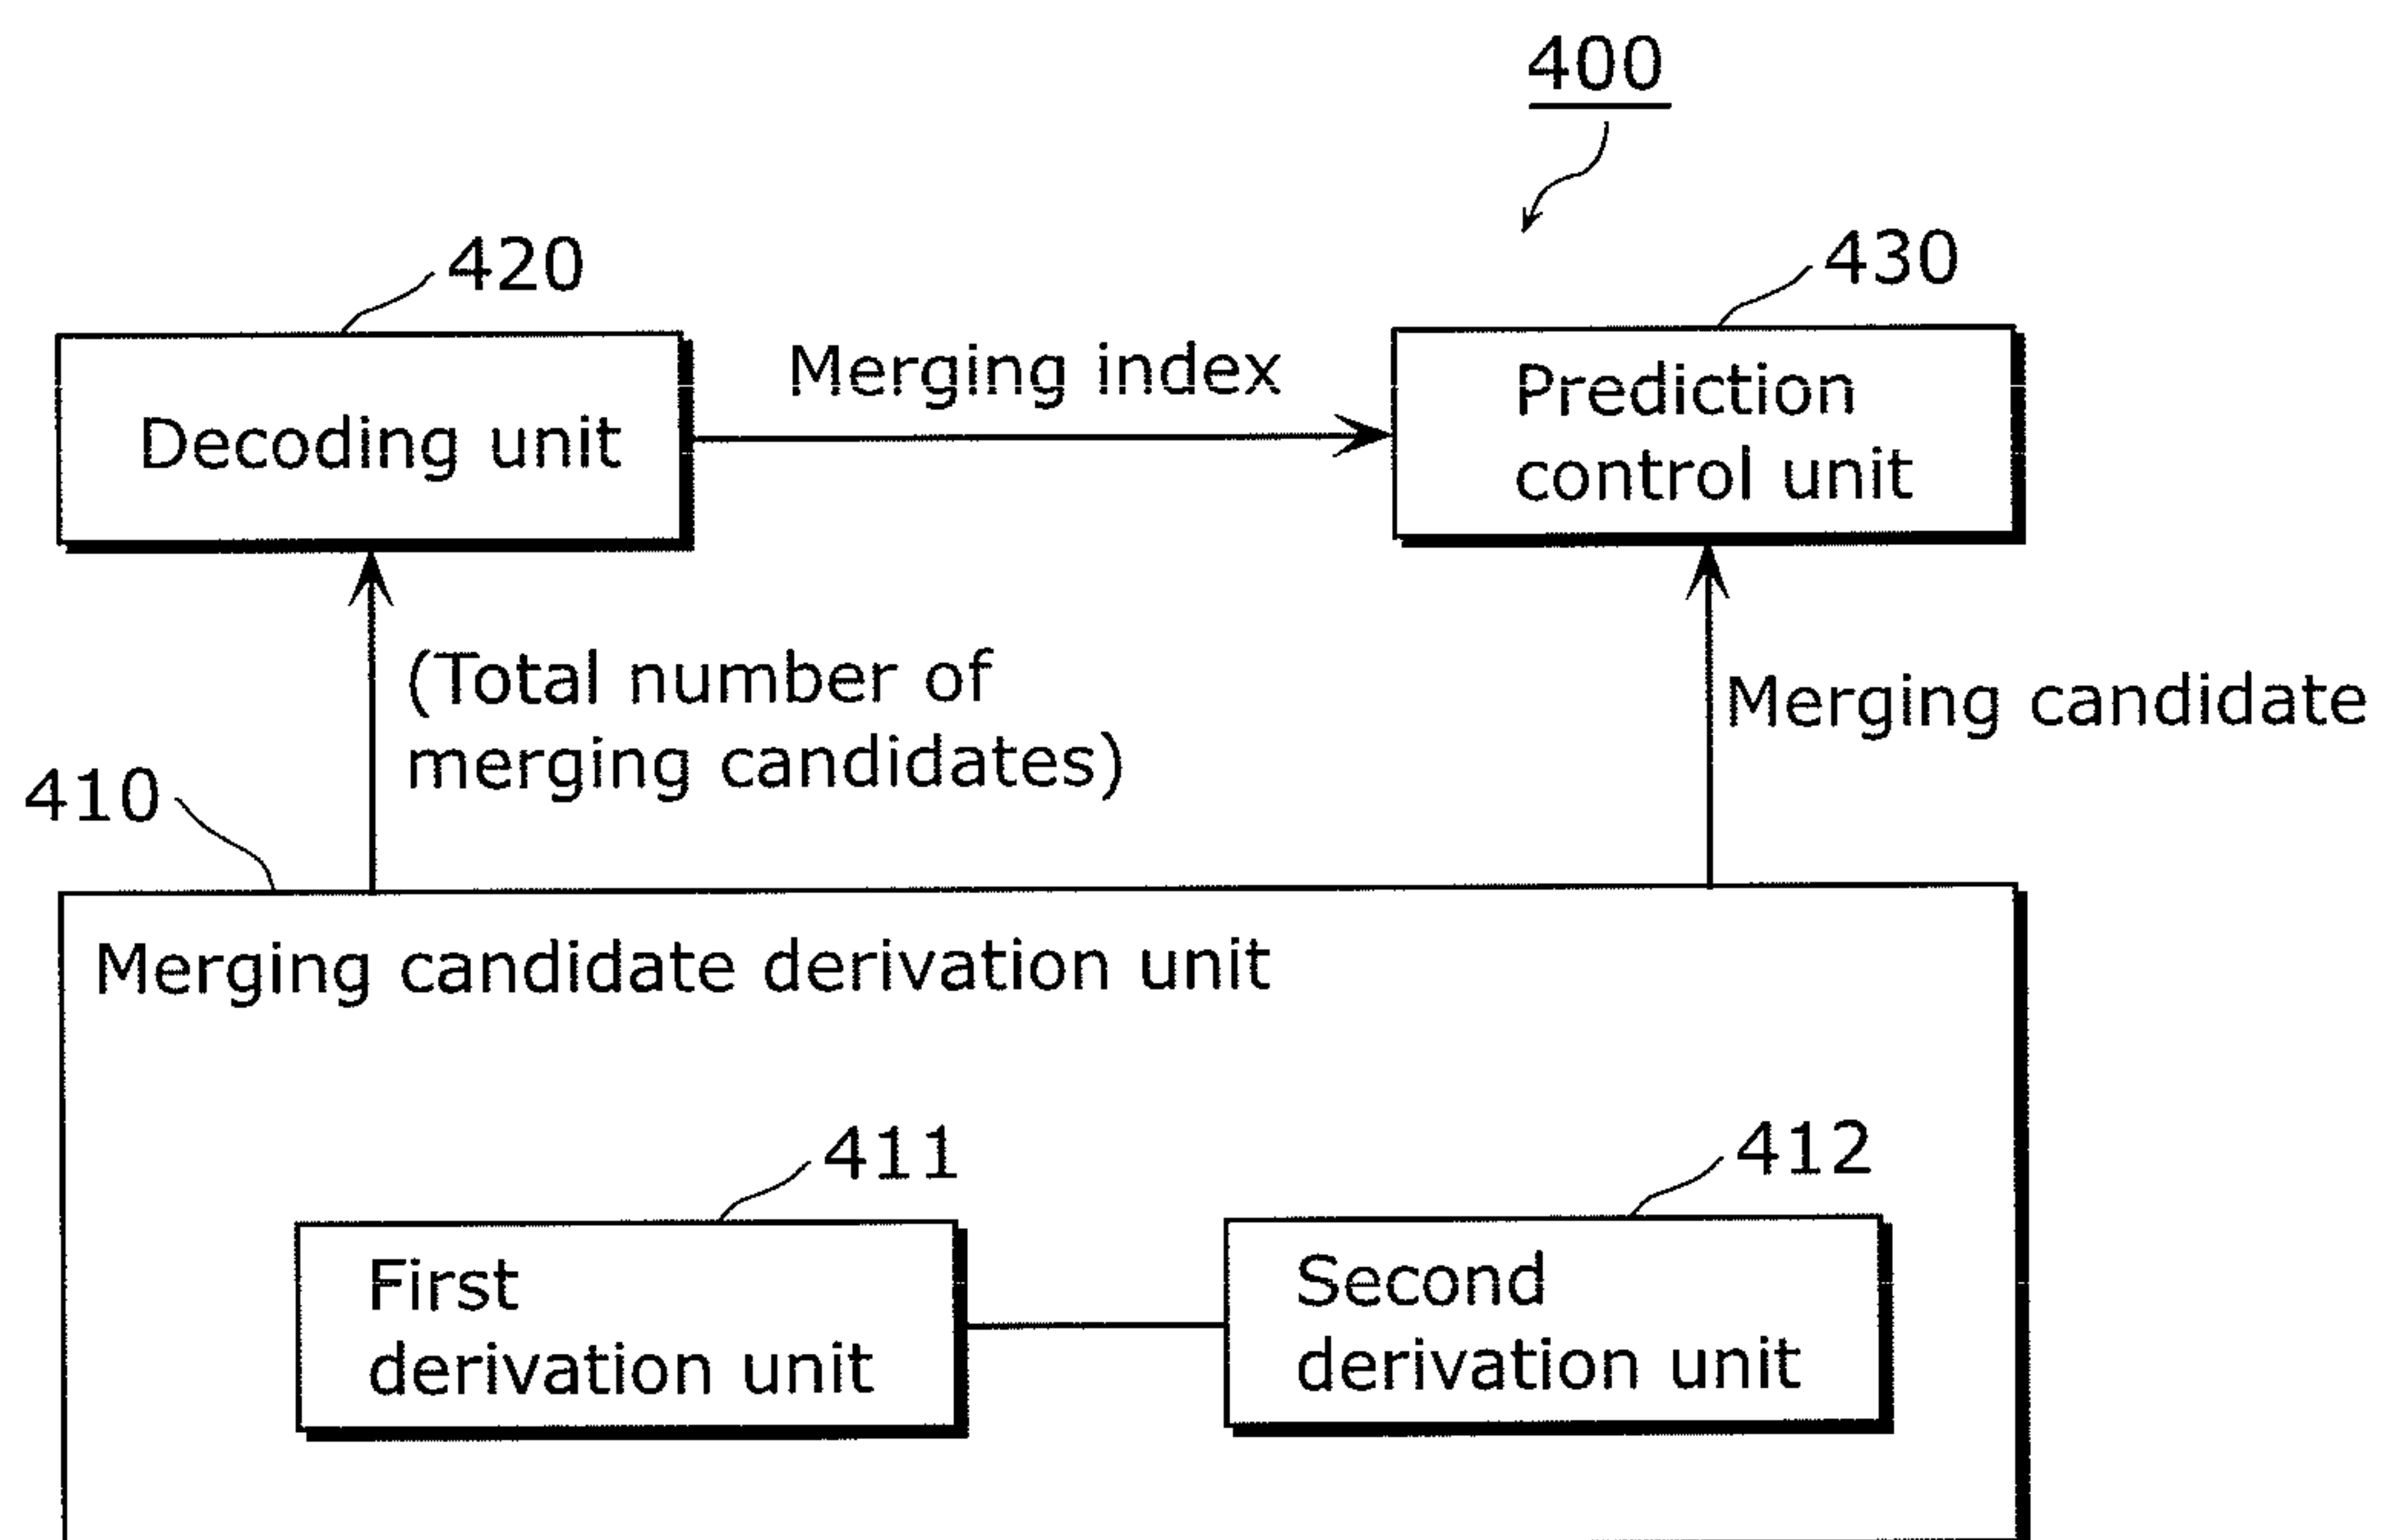 400
420
430
Decoding unit
Merging index
Prediction
control unit
(Total number of
merging candidates)
Merging candidate
410
Merging candidate derivation unit
411
412
First
derivation unit
Second
derivation unit